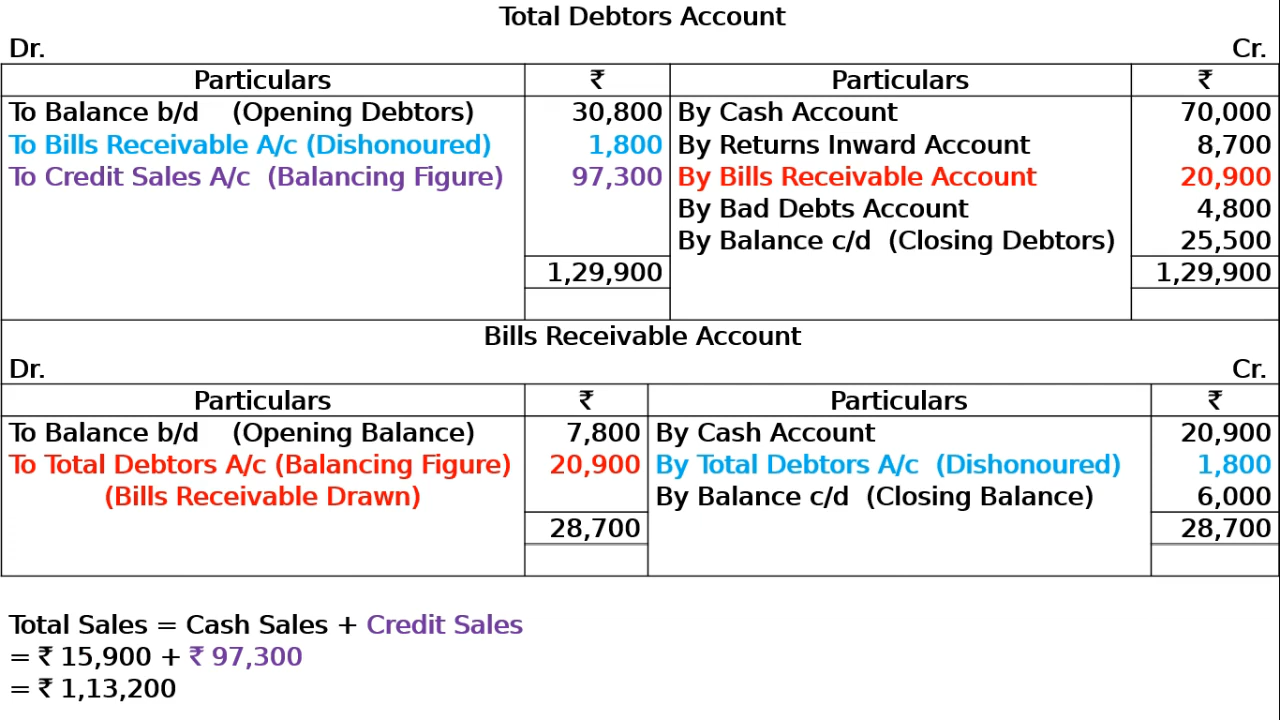 Total Debtors Account
Dr. Cr.
Particulars ₹ Particulars ₹
To Balance b/d (Opening Debtors) 30,800 By Cash Account 70,000
To Bills Receivable A/c (Dishonoured) 1,800 By Returns Inward Account 8,700
To Credit Sales A/c (Balancing Figure) 97,300 By Bills Receivable Account 20,900
By Bad Debts Account 4,800
By Balance c/d (Closing Debtors) 25,500
1,29,900 1,29,900
Bills Receivable Account
Dr. Cr.
Particulars ₹ Particulars ₹
To Balance b/d (Opening Balance) 7,800 By Cash Account 20,900
To Total Debtors A/c (Balancing Figure) 20,900 By Total Debtors A/c (Dishonoured) 1,800
(Bills Receivable Drawn) By Balance c/d (Closing Balance) 6,000
28,700 28,700
Total Sales = Cash Sales + Credit Sales
= ₹ 15,900 + ₹ 97,300
= ₹ 1,13,200